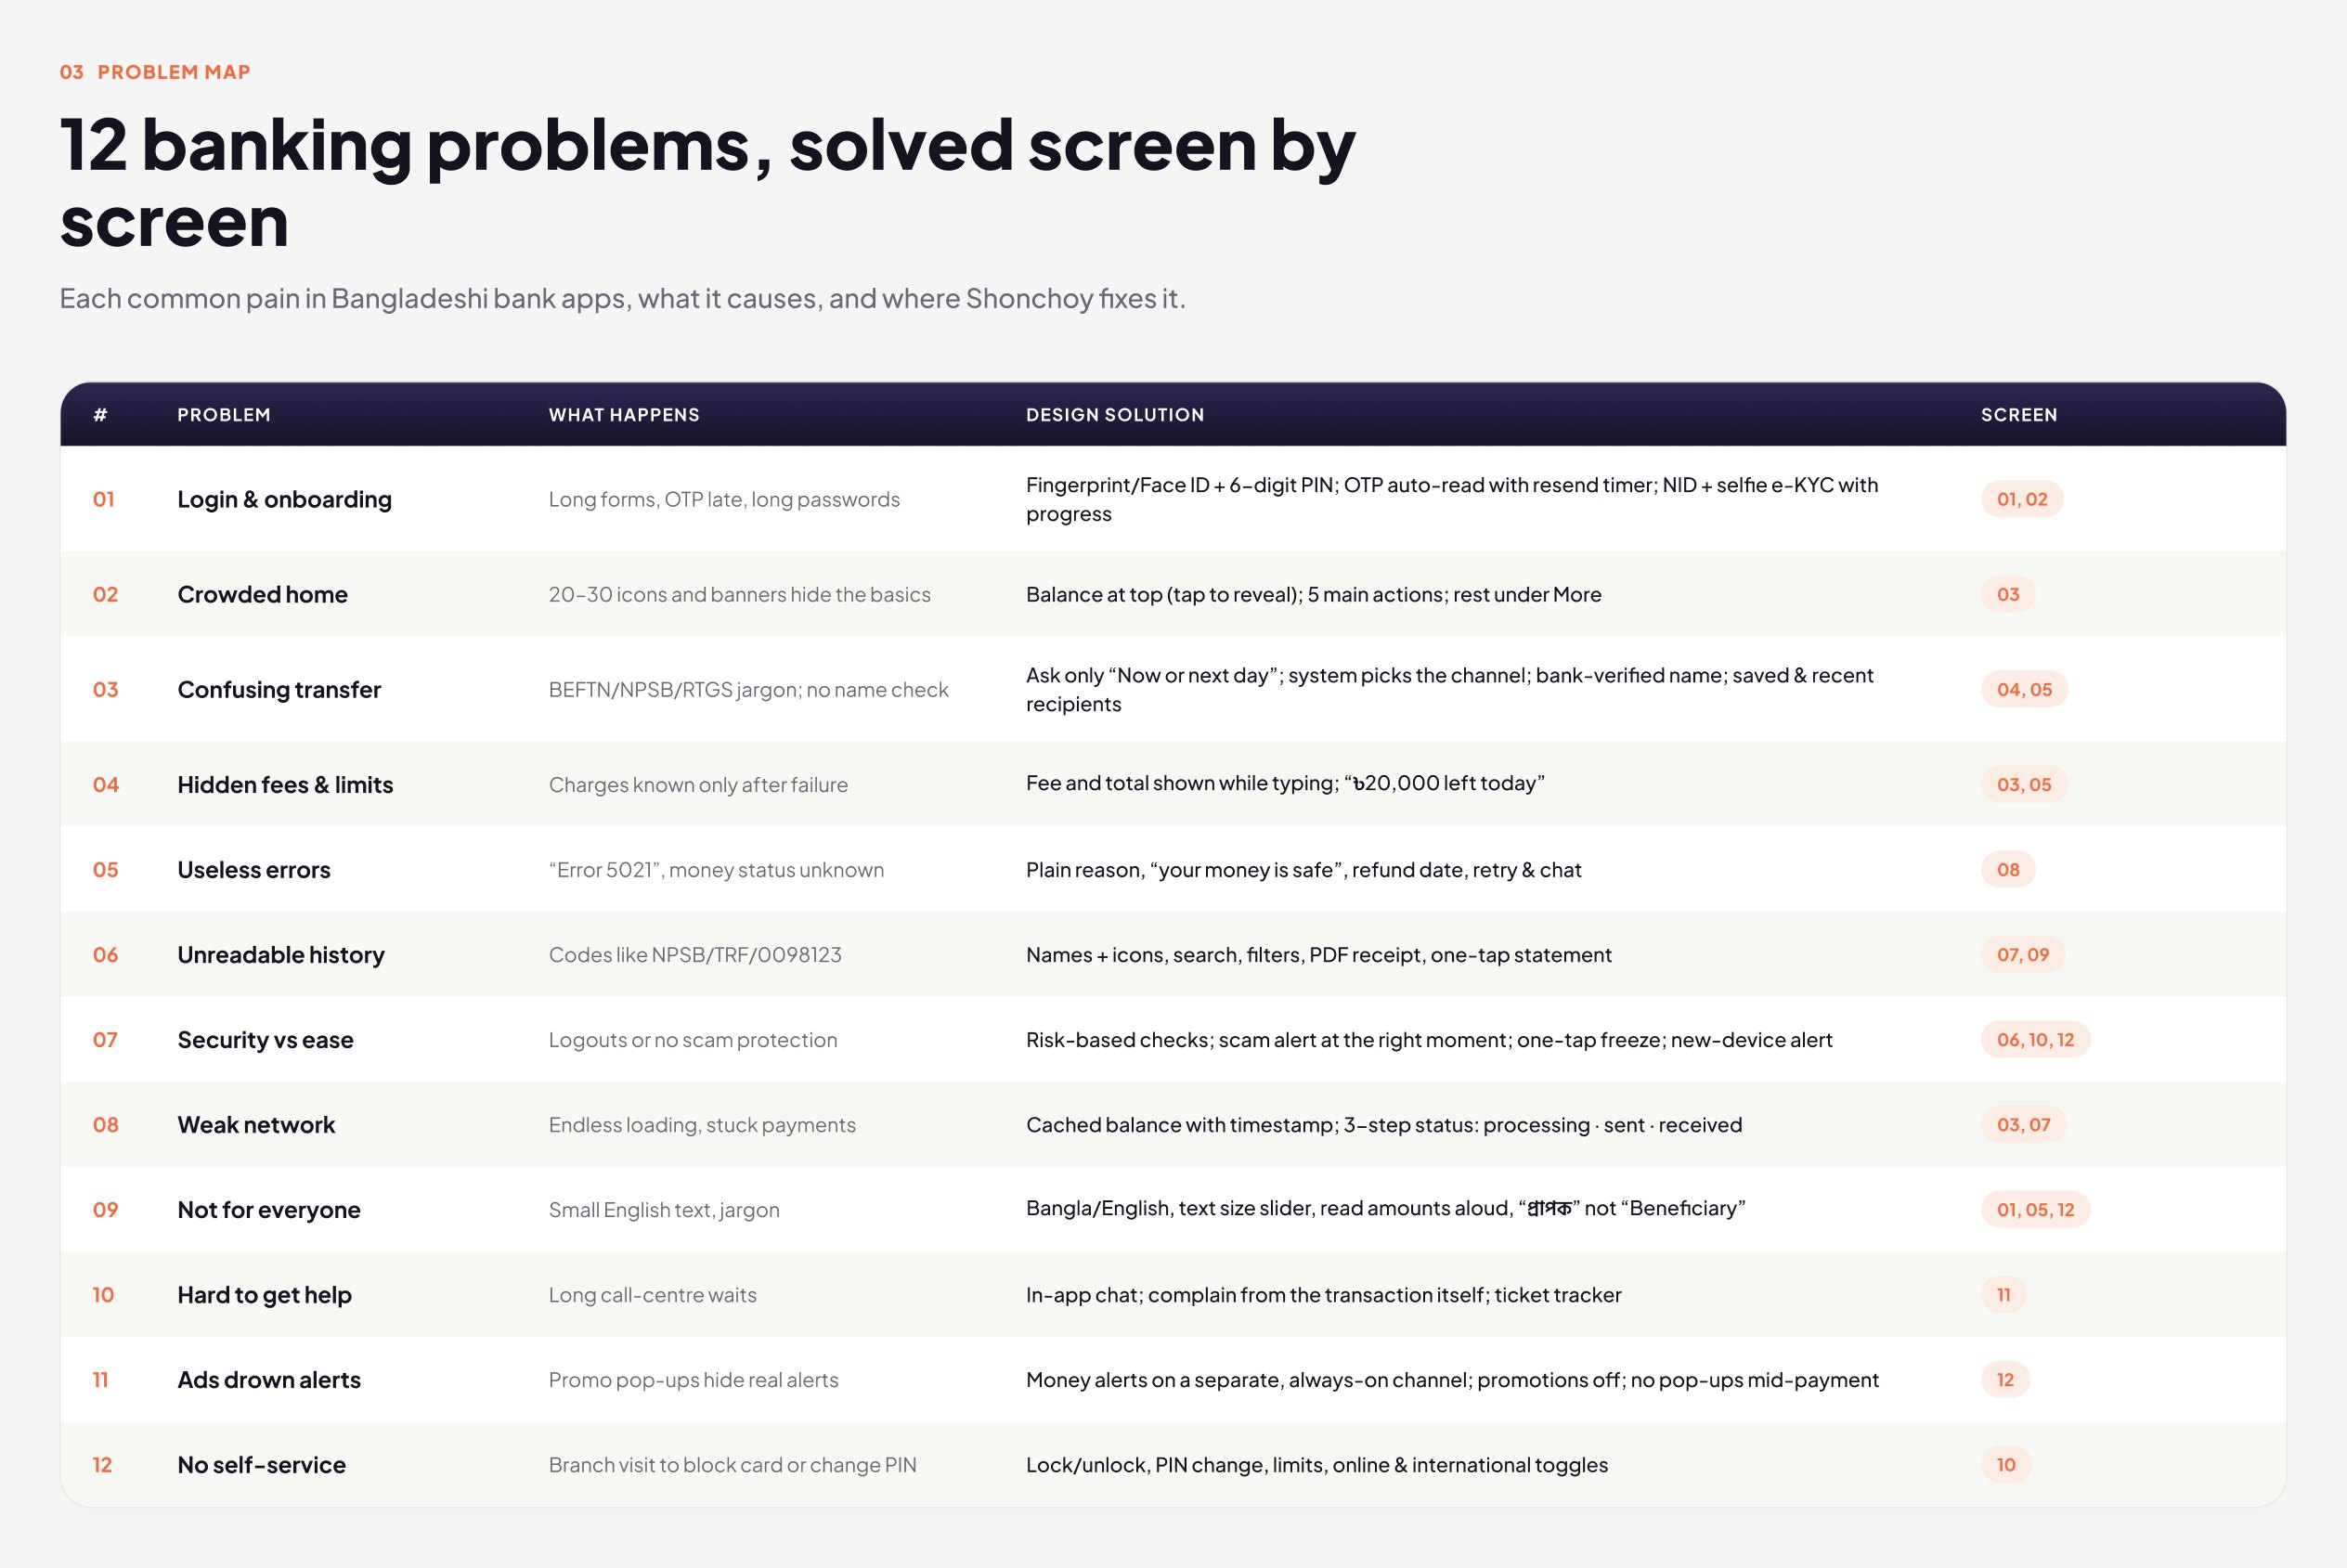 03 PROBLEM MAP
12 banking problems, solved screen by
screen
Each common pain in Bangladeshi bank apps, what it causes, and where Shonchoy fixes it.
# PROBLEM WHAT HAPPENS DESIGN SOLUTION SCREEN
01 Login & onboarding Long forms, OTP late, long passwords Fingerprint/Face ID + 6-digit PIN; OTP auto-read with resend timer; NID + selfie e-KYC with
progress 01, 02
02 Crowded home 20–30 icons and banners hide the basics Balance at top (tap to reveal); 5 main actions; rest under More 03
03 Confusing transfer BEFTN/NPSB/RTGS jargon; no name check Ask only “Now or next day”; system picks the channel; bank-verified name; saved & recent
recipients 04, 05
04 Hidden fees & limits Charges known only after failure Fee and total shown while typing; “৳20,000 left today” 03, 05
05 Useless errors “Error 5021”, money status unknown Plain reason, “your money is safe”, refund date, retry & chat 08
06 Unreadable history Codes like NPSB/TRF/0098123 Names + icons, search, filters, PDF receipt, one-tap statement 07, 09
07 Security vs ease Logouts or no scam protection Risk-based checks; scam alert at the right moment; one-tap freeze; new-device alert 06, 10, 12
08 Weak network Endless loading, stuck payments Cached balance with timestamp; 3-step status: processing · sent · received 03, 07
09 Not for everyone Small English text, jargon Bangla/English, text size slider, read amounts aloud, “প্রাপক” not “Beneficiary” 01, 05, 12
10 Hard to get help Long call-centre waits In-app chat; complain from the transaction itself; ticket tracker 11
11 Ads drown alerts Promo pop-ups hide real alerts Money alerts on a separate, always-on channel; promotions off; no pop-ups mid-payment 12
12 No self-service Branch visit to block card or change PIN Lock/unlock, PIN change, limits, online & international toggles 10